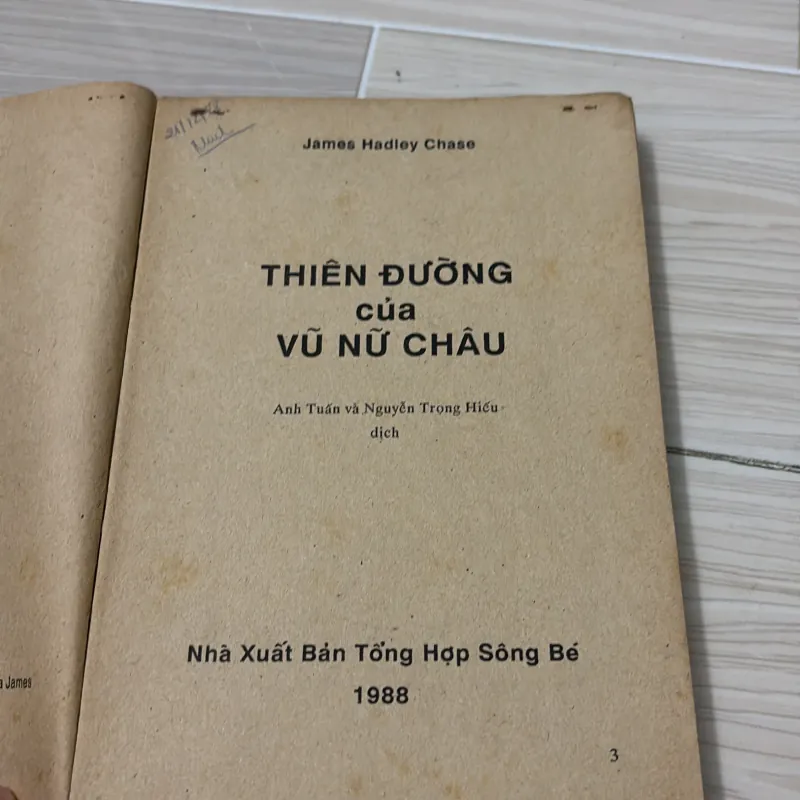 James Hadley Chase
THIÊN ĐƯỜNG
của
VŨ NỮ CHÂU
Anh Tuấn và Nguyễn Trọng Hiếu
dịch
Nhà Xuất Bản Tổng Hợp Sông Bé
1988
3
James